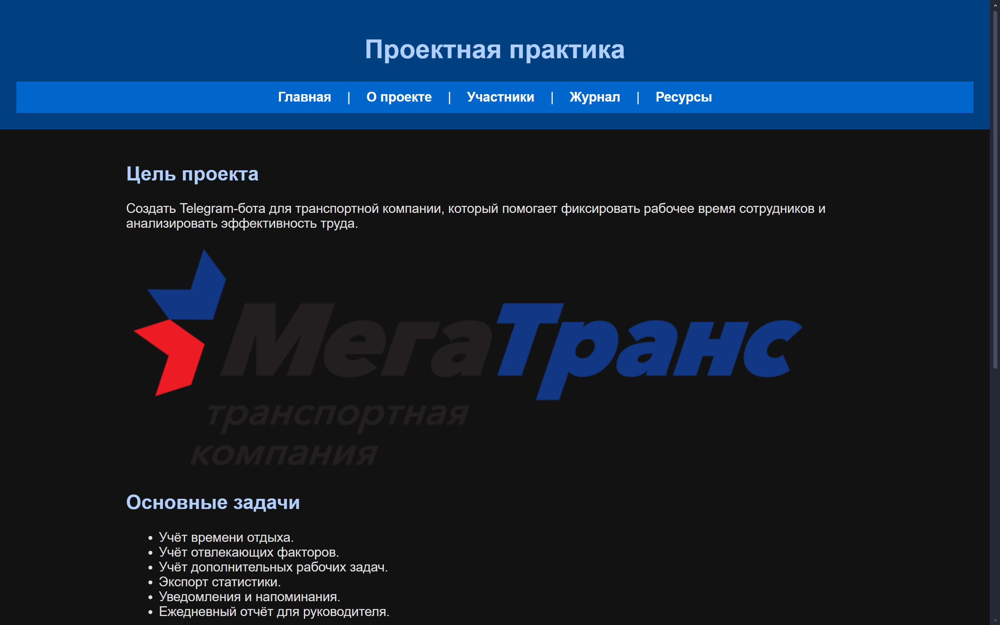 Проектная практика
Главная | О проекте | Участники | Журнал | Ресурсы
Цель проекта
Создать Telegram-бота для транспортной компании, который помогает фиксировать рабочее время сотрудников и
анализировать эффективность труда.
МегаТранс
транспортная
компания
Основные задачи
• Учёт времени отдыха.
• Учёт отвлекающих факторов.
• Учёт дополнительных рабочих задач.
• Экспорт статистики.
• Уведомления и напоминания.
• Ежедневный отчёт для руководителя.